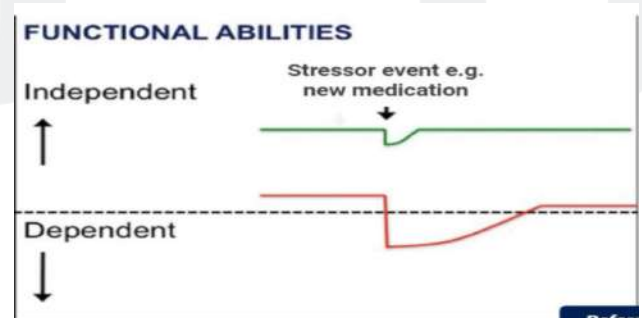 FUNCTIONAL ABILITIES
Stressor event e.g.
new medication
Independent
Dependent